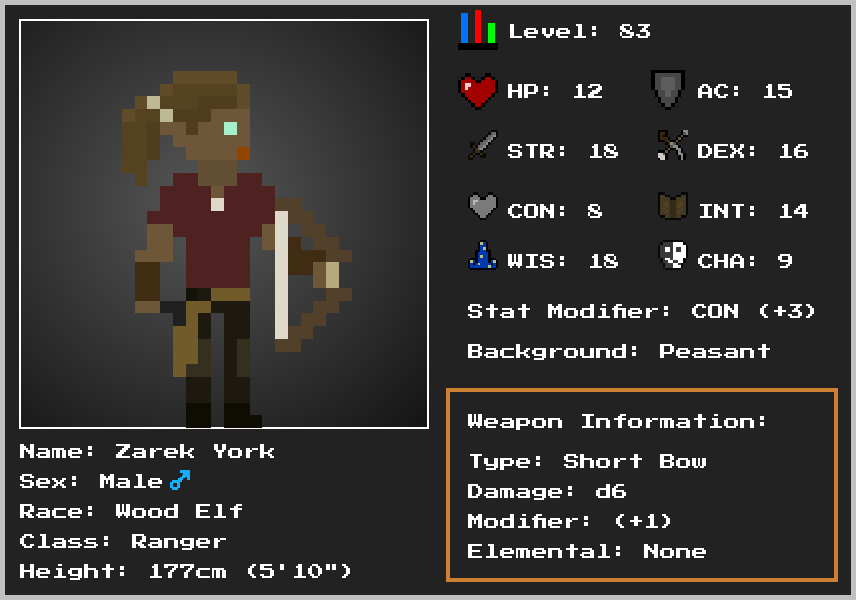 Level: 83
HP: 12 AC: 15
STR: 18 DEX: 16
CON: 8 INT: 14
WIS: 18 CHA: 9
Stat Modifier: CON (+3)
Background: Peasant
Weapon Information:
Type: Short Bow
Damage: d6
Modifier: (+1)
Elemental: None
Name: Zarek York
Sex: Male ♂
Race: Wood Elf
Class: Ranger
Height: 177cm (5'10")